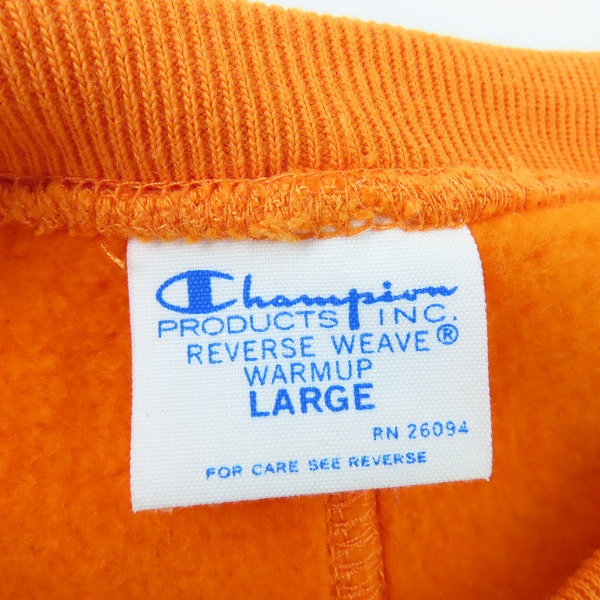 Champion
PRODUCTS INC.
REVERSE WEAVE®
WARMUP
LARGE
RN 26094
FOR CARE SEE REVERSE